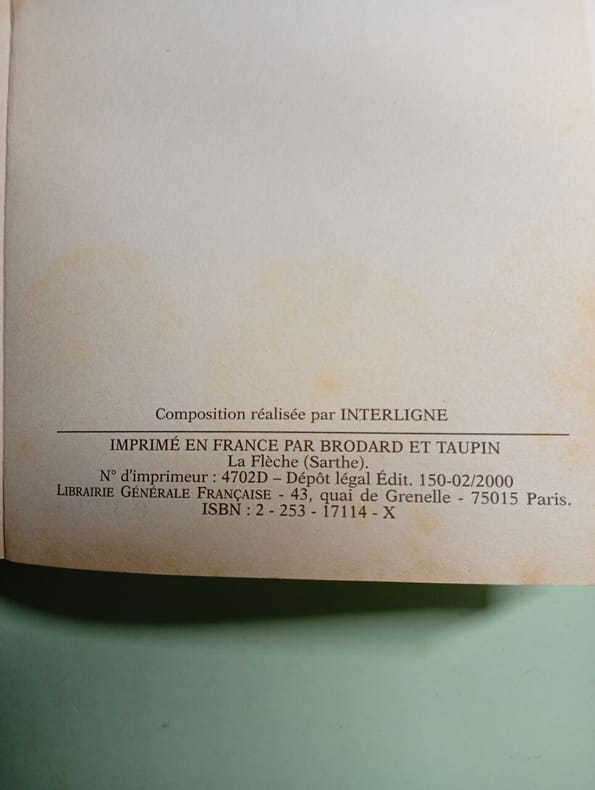 Composition réalisée par INTERLIGNE
IMPRIMÉ EN FRANCE PAR BRODARD ET TAUPIN
La Flèche (Sarthe).
N° d'imprimeur : 4702D – Dépôt légal Édit. 150-02/2000
LIBRAIRIE GÉNÉRALE FRANÇAISE - 43, quai de Grenelle - 75015 Paris.
ISBN : 2 - 253 - 17114 - X